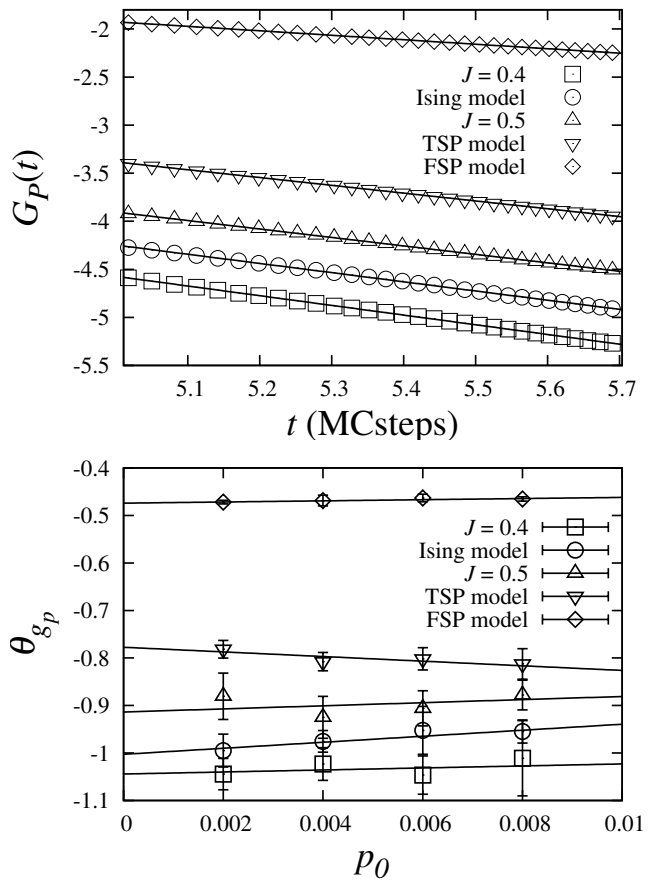 -2
-2.5
-3
-3.5
-4
-4.5
-5
-5.5
G_P(t)
J = 0.4
Ising model
J = 0.5
TSP model
FSP model
5.1 5.2 5.3 5.4 5.5 5.6 5.7
t (MCsteps)
-0.4
-0.5
-0.6
-0.7
-0.8
-0.9
-1
-1.1
θ_{g_p}
J = 0.4
Ising model
J = 0.5
TSP model
FSP model
0 0.002 0.004 0.006 0.008 0.01
p_0